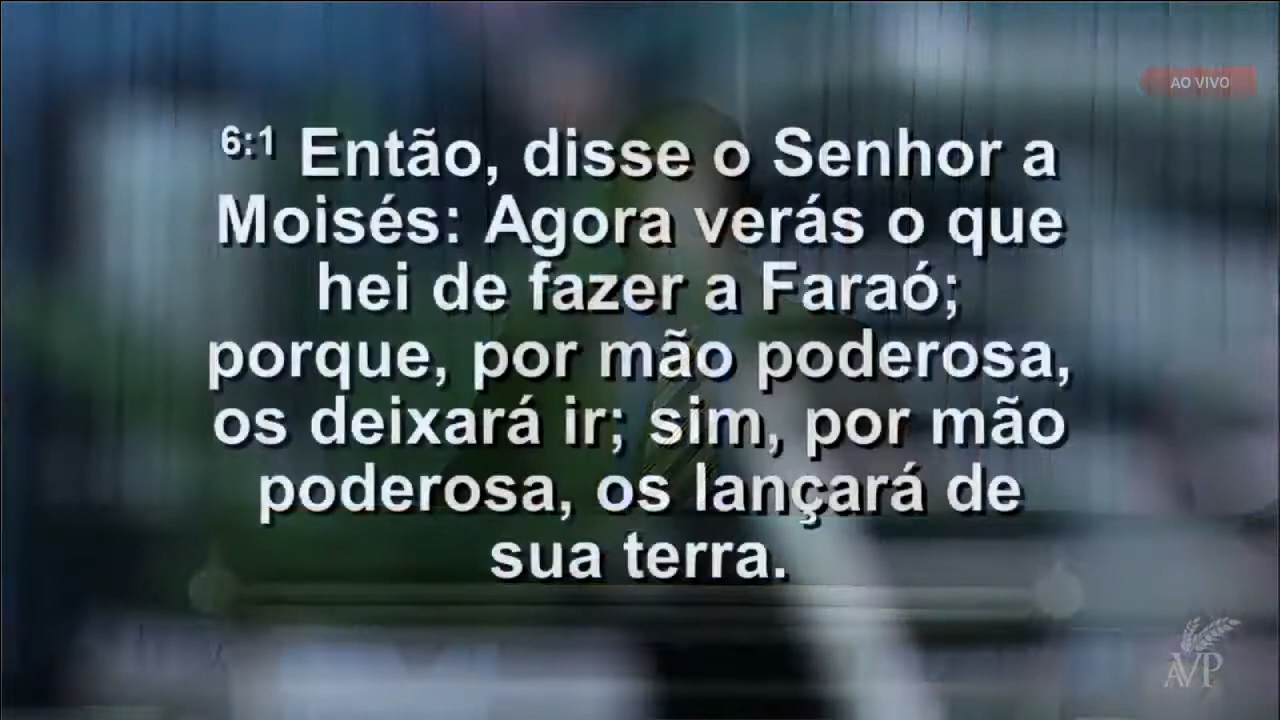 AO VIVO
6:1 Então, disse o Senhor a
Moisés: Agora verás o que
hei de fazer a Faraó;
porque, por mão poderosa,
os deixará ir; sim, por mão
poderosa, os lançará de
sua terra.
AVP